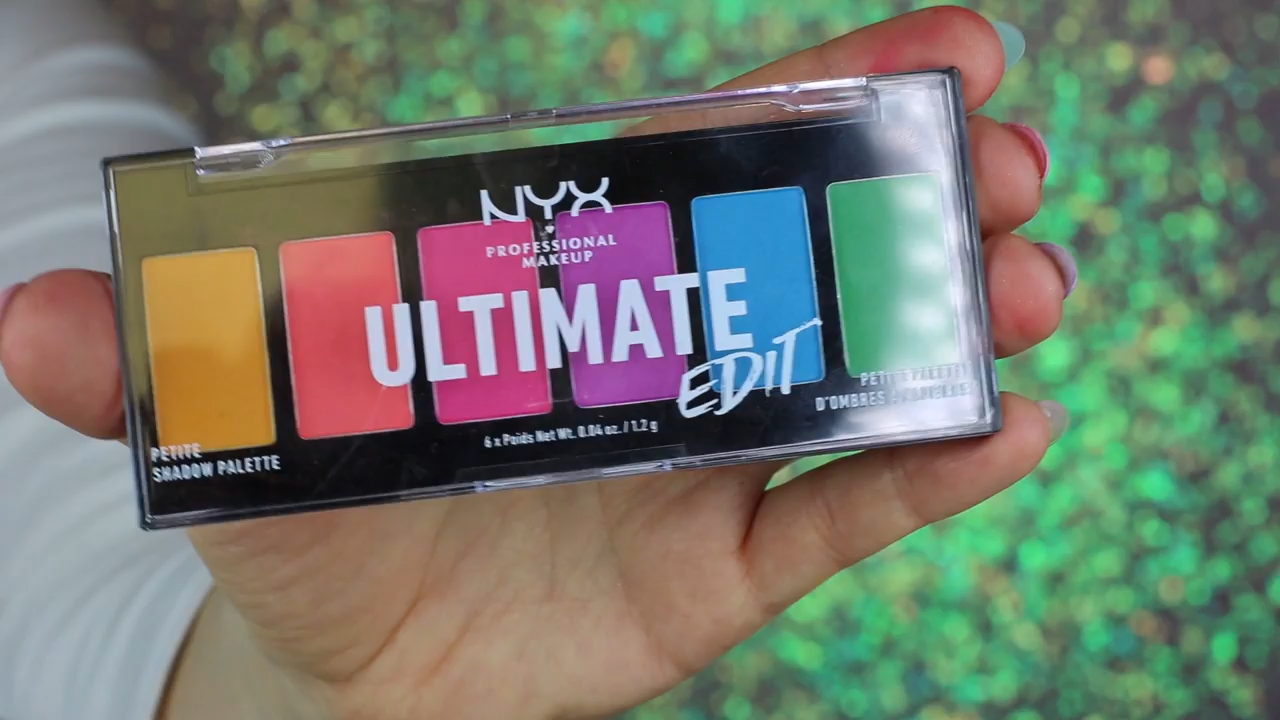 NYX
PROFESSIONAL
MAKEUP
ULTIMATE
EDIT
PETITE
SHADOW PALETTE
6 x Poids Net Wt. 0.04 oz. / 1.2 g
D'OMBRES